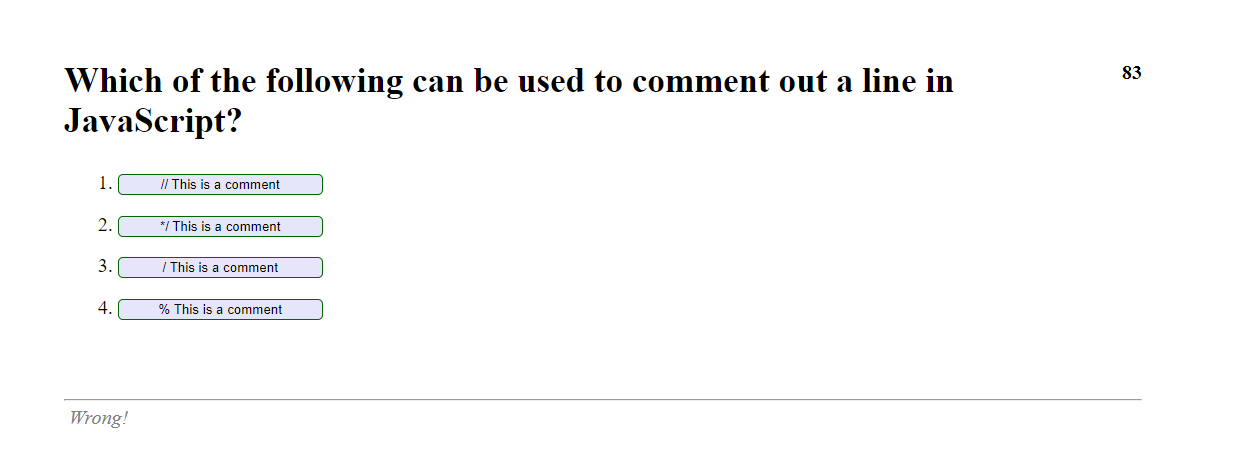 Which of the following can be used to comment out a line in
JavaScript?
83
1. // This is a comment
2. */ This is a comment
3. / This is a comment
4. % This is a comment
Wrong!